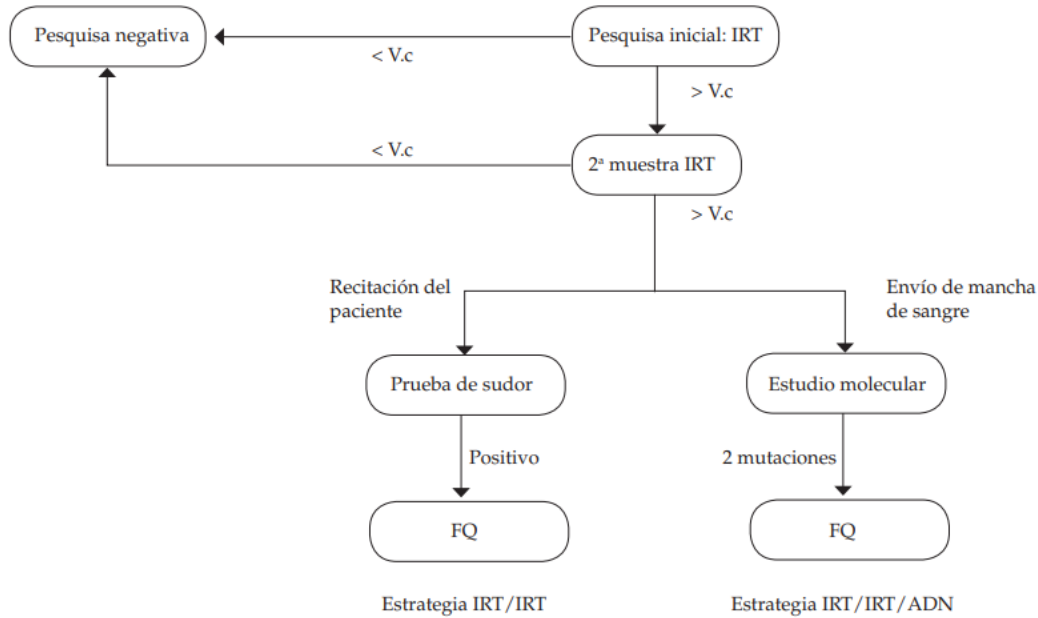 Pesquisa negativa
Pesquisa inicial: IRT
< V.c
> V.c
< V.c
2ª muestra IRT
> V.c
Recitación del
paciente
Envío de mancha
de sangre
Prueba de sudor
Estudio molecular
Positivo
2 mutaciones
FQ
FQ
Estrategia IRT/IRT
Estrategia IRT/IRT/ADN